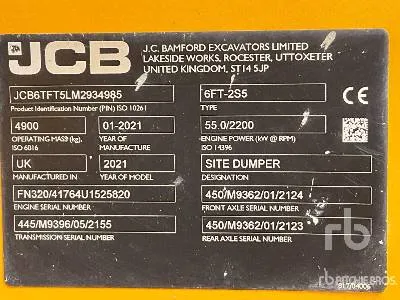 JCB
J.C. BAMFORD EXCAVATORS LIMITED
LAKESIDE WORKS, ROCESTER, UTTOXETER
UNITED KINGDOM, ST14 5JP
JCB6TFT5LM2934985
Product Identification Number (PIN) ISO 10261
6FT-2S5
TYPE
CE
4900
OPERATING MASS (kg),
ISO 6016
01-2021
YEAR OF
MANUFACTURE
55.0/2200
ENGINE POWER (kW @ RPM)
ISO 14396
UK
MANUFACTURED IN
2021
YEAR OF MODEL
SITE DUMPER
DESIGNATION
FN320/41764U1525820
ENGINE SERIAL NUMBER
450/M9362/01/2124
FRONT AXLE SERIAL NUMBER
445/M9396/05/2155
TRANSMISSION SERIAL NUMBER
450/M9362/01/2123
REAR AXLE SERIAL NUMBER
rb
rb RITCHIE BROS